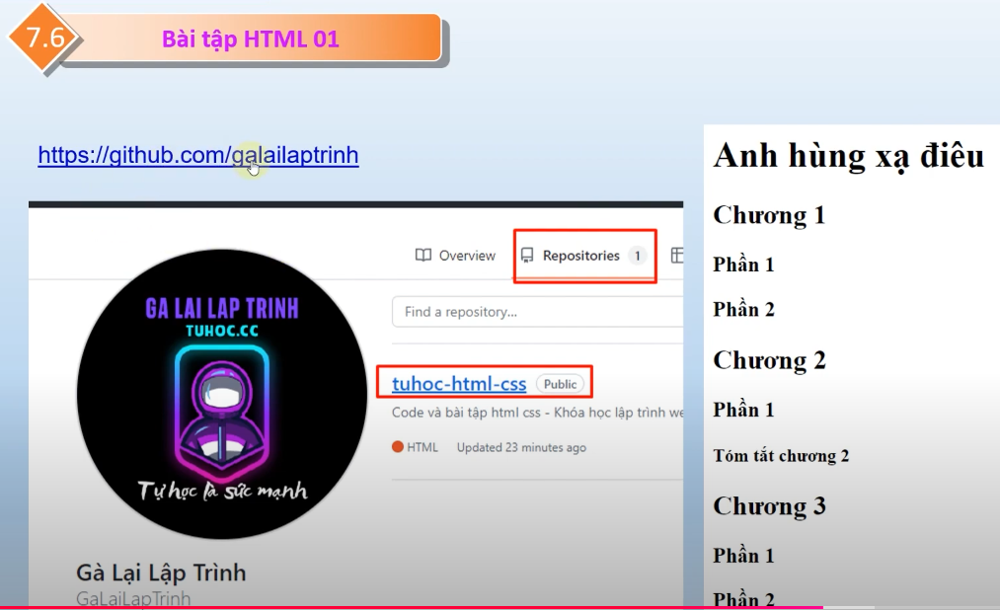 7.6
Bài tập HTML 01
https://github.com/galailaptrinh
Overview
Repositories 1
Find a repository...
tuhoc-html-css Public
Code và bài tập html css - Khóa học lập trình we
HTML Updated 23 minutes ago
GA LAI LAP TRINH
TUHOC.CC
Tự học là sức mạnh
Gà Lại Lập Trình
GaLaiLapTrinh
Anh hùng xạ điêu
Chương 1
Phần 1
Phần 2
Chương 2
Phần 1
Tóm tắt chương 2
Chương 3
Phần 1
Phần 2